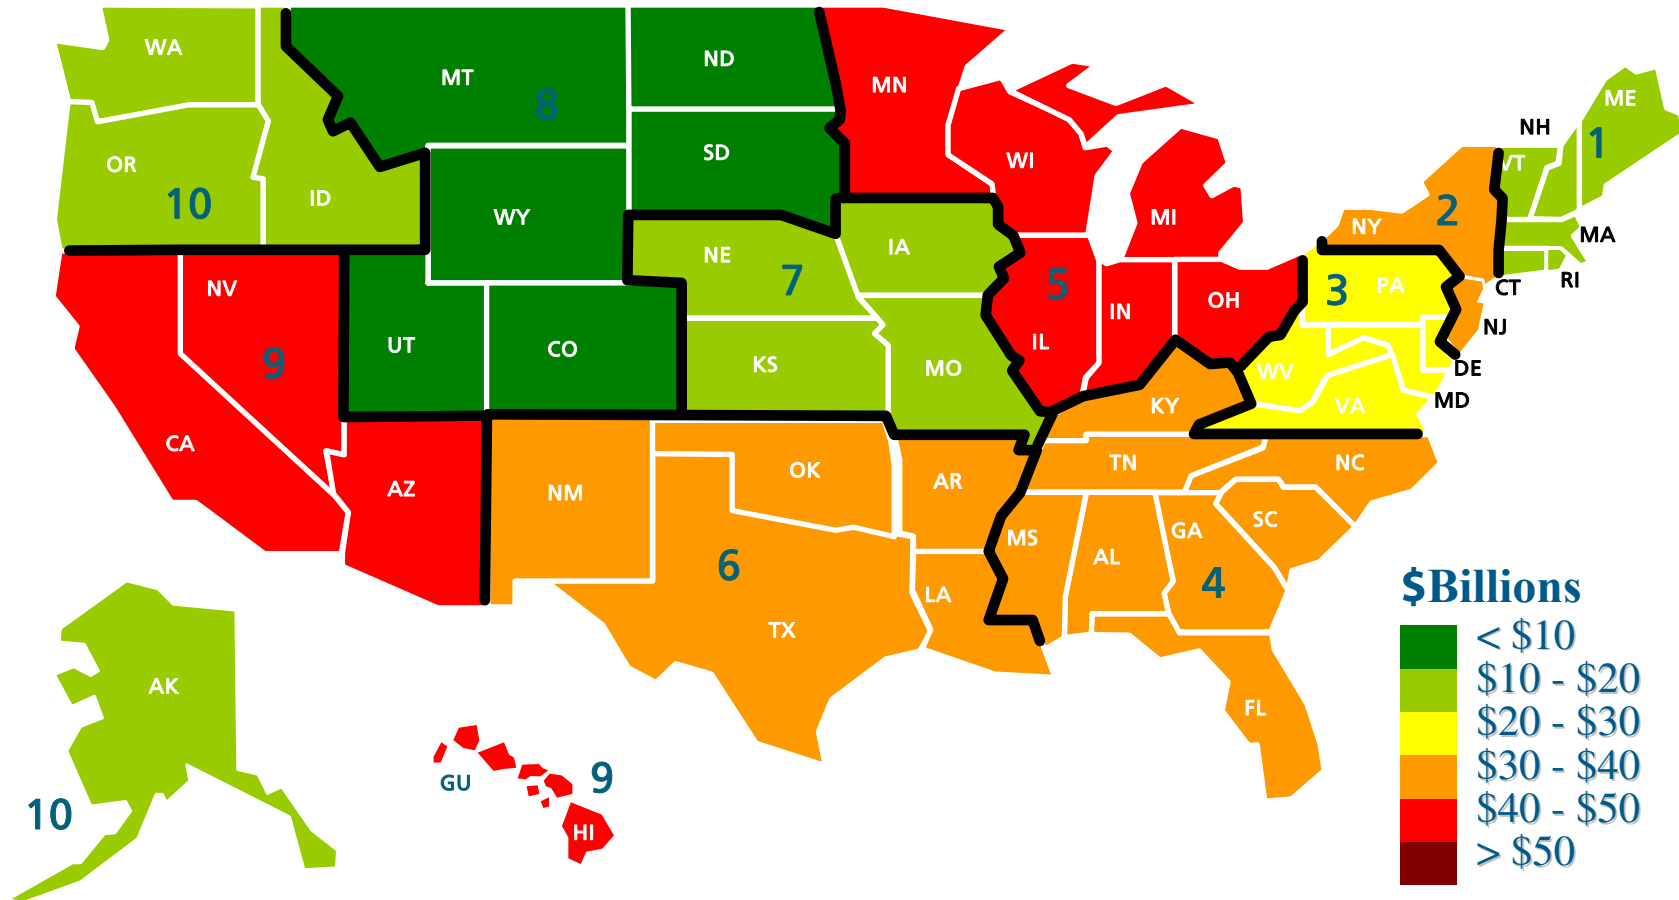 WA
MT
8
ND
MN
ME
NH
1
OR
10
ID
WY
SD
WI
MI
VT
2
NY
MA
NE
7
IA
NV
9
UT
CO
KS
MO
5
IL
IN
OH
3
PA
RI
CT
NJ
DE
WV
MD
VA
KY
CA
AZ
NM
OK
AR
TN
NC
6
TX
LA
MS
AL
GA
SC
4
FL
AK
10
GU
9
HI
$Billions
< $10
$10 - $20
$20 - $30
$30 - $40
$40 - $50
> $50